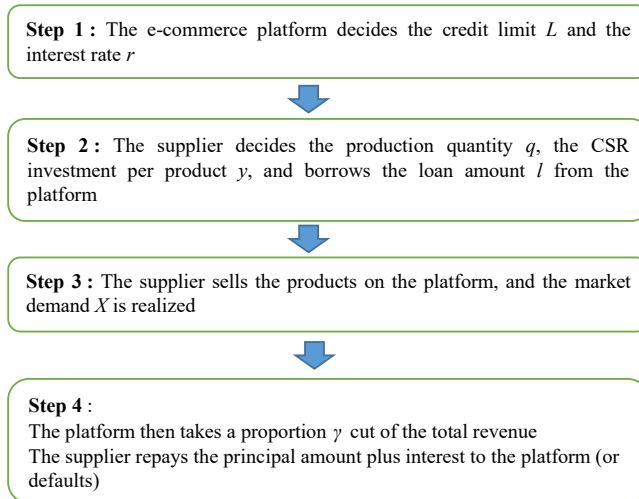 Step 1 : The e-commerce platform decides the credit limit L and the
interest rate r
Step 2 : The supplier decides the production quantity q, the CSR
investment per product y, and borrows the loan amount l from the
platform
Step 3 : The supplier sells the products on the platform, and the market
demand X is realized
Step 4 :
The platform then takes a proportion γ cut of the total revenue
The supplier repays the principal amount plus interest to the platform (or
defaults)